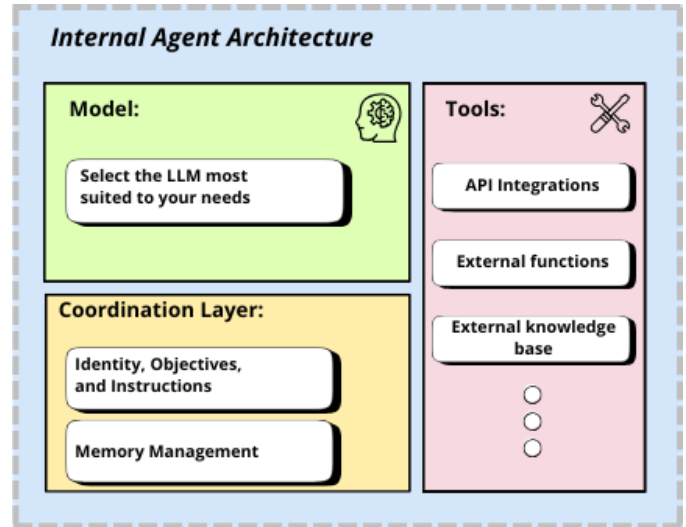 Internal Agent Architecture
Model:
Select the LLM most
suited to your needs
Coordination Layer:
Identity, Objectives,
and Instructions
Memory Management
Tools:
API Integrations
External functions
External knowledge
base